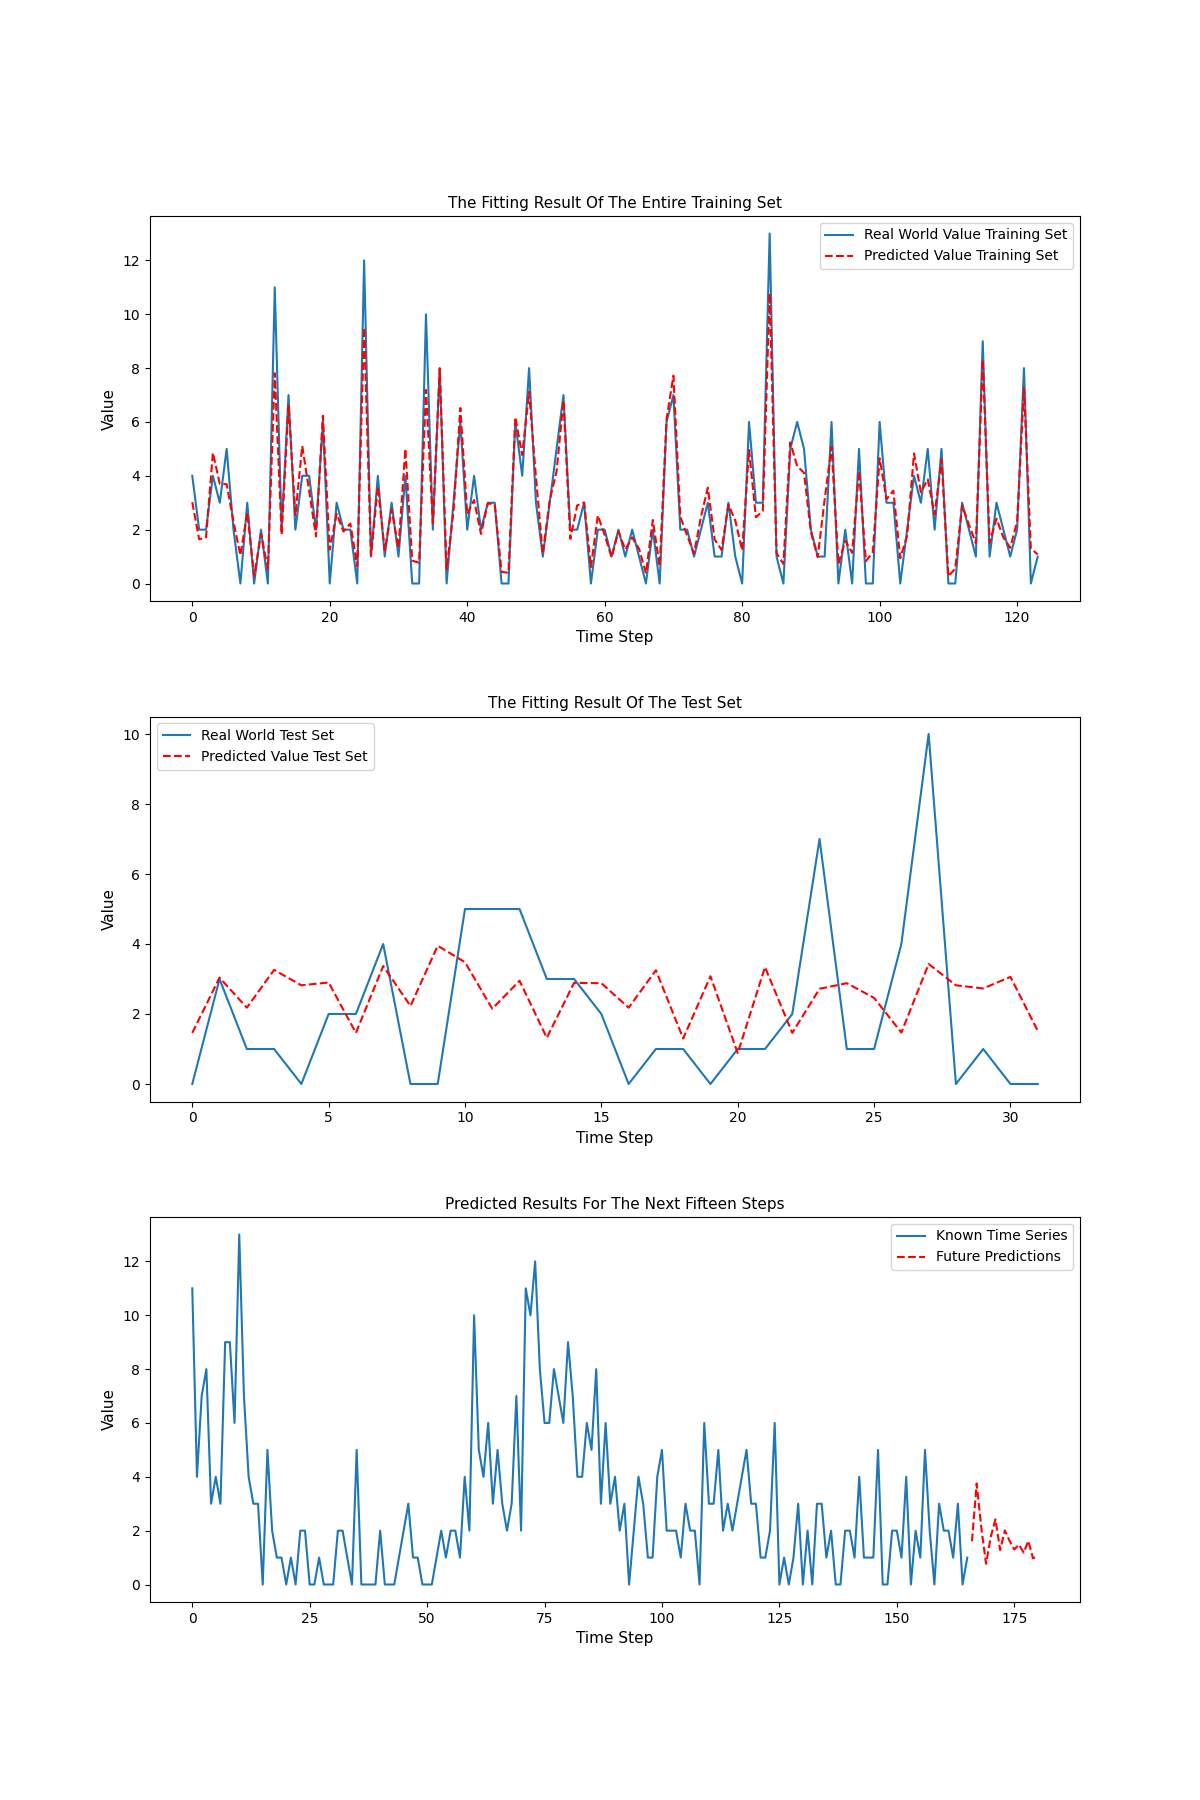 The Fitting Result Of The Entire Training Set
Real World Value Training Set
Predicted Value Training Set
12
10
8
6
4
2
0
Value
0 20 40 60 80 100 120
Time Step
The Fitting Result Of The Test Set
Real World Test Set
Predicted Value Test Set
10
8
6
4
2
0
Value
0 5 10 15 20 25 30
Time Step
Predicted Results For The Next Fifteen Steps
Known Time Series
Future Predictions
12
10
8
6
4
2
0
Value
0 25 50 75 100 125 150 175
Time Step